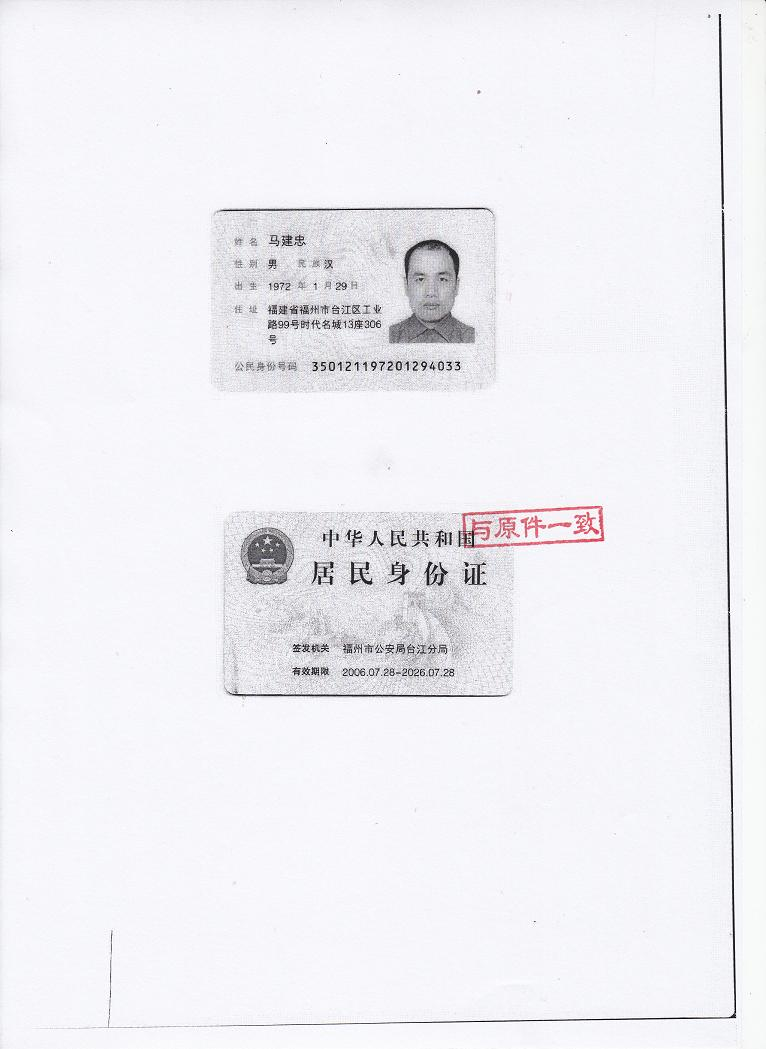 姓名 马建忠
性别 男 民族 汉
出生 1972 年 1 月 29 日
住址 福建省福州市台江区工业
路99号时代名城13座306
号
公民身份号码 350121197201294033
与原件一致
中华人民共和国
居民身份证
签发机关 福州市公安局台江分局
有效期限 2006.07.28-2026.07.28